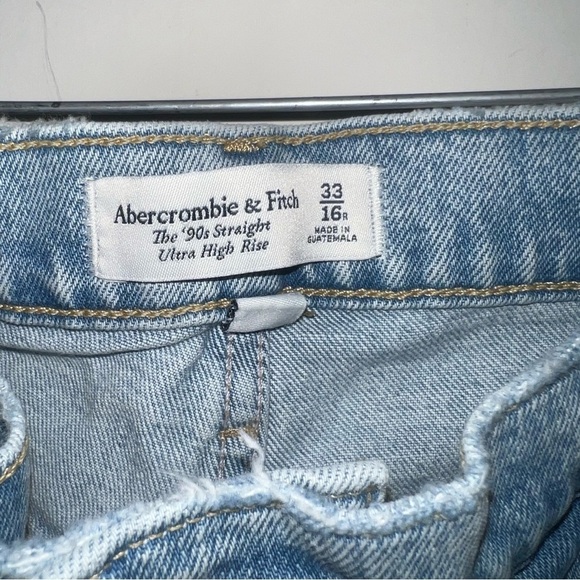 Abercrombie & Fitch
The '90s Straight
Ultra High Rise
33
16R
MADE IN
GUATEMALA